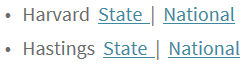 • Harvard State | National
• Hastings State | National